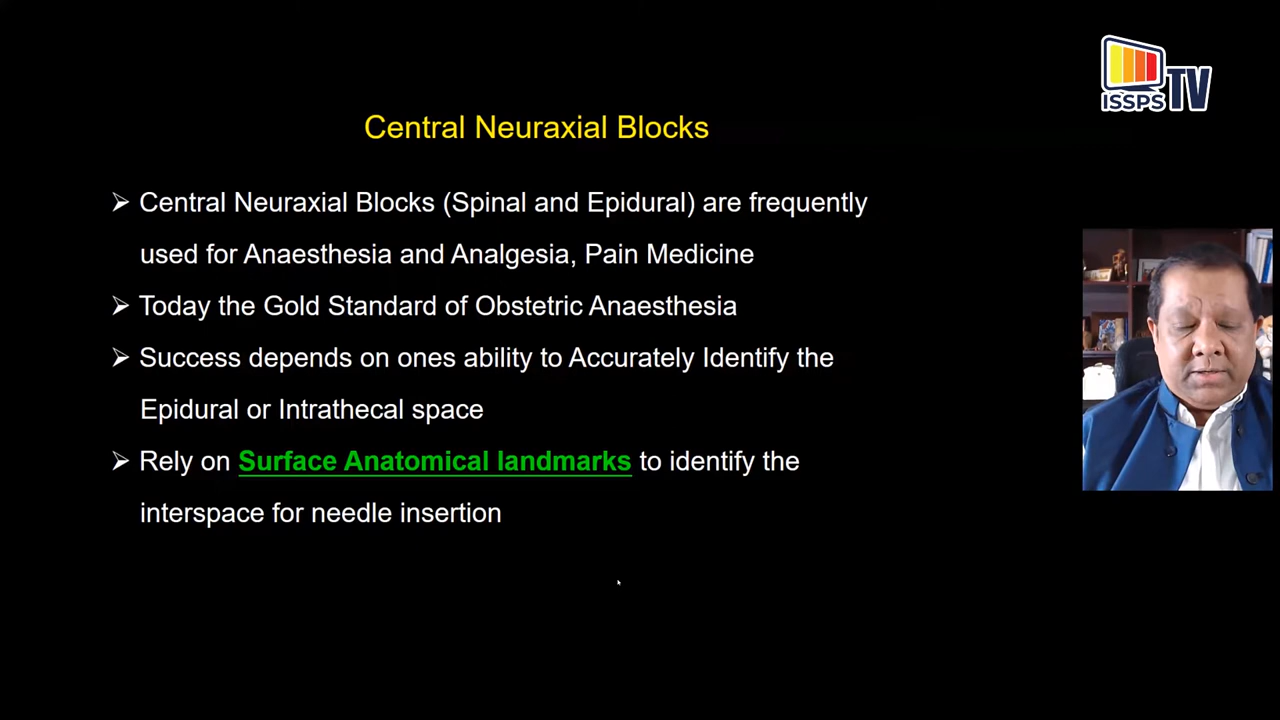 ISSPS TV
Central Neuraxial Blocks
➢ Central Neuraxial Blocks (Spinal and Epidural) are frequently
used for Anaesthesia and Analgesia, Pain Medicine
➢ Today the Gold Standard of Obstetric Anaesthesia
➢ Success depends on ones ability to Accurately Identify the
Epidural or Intrathecal space
➢ Rely on Surface Anatomical landmarks to identify the
interspace for needle insertion